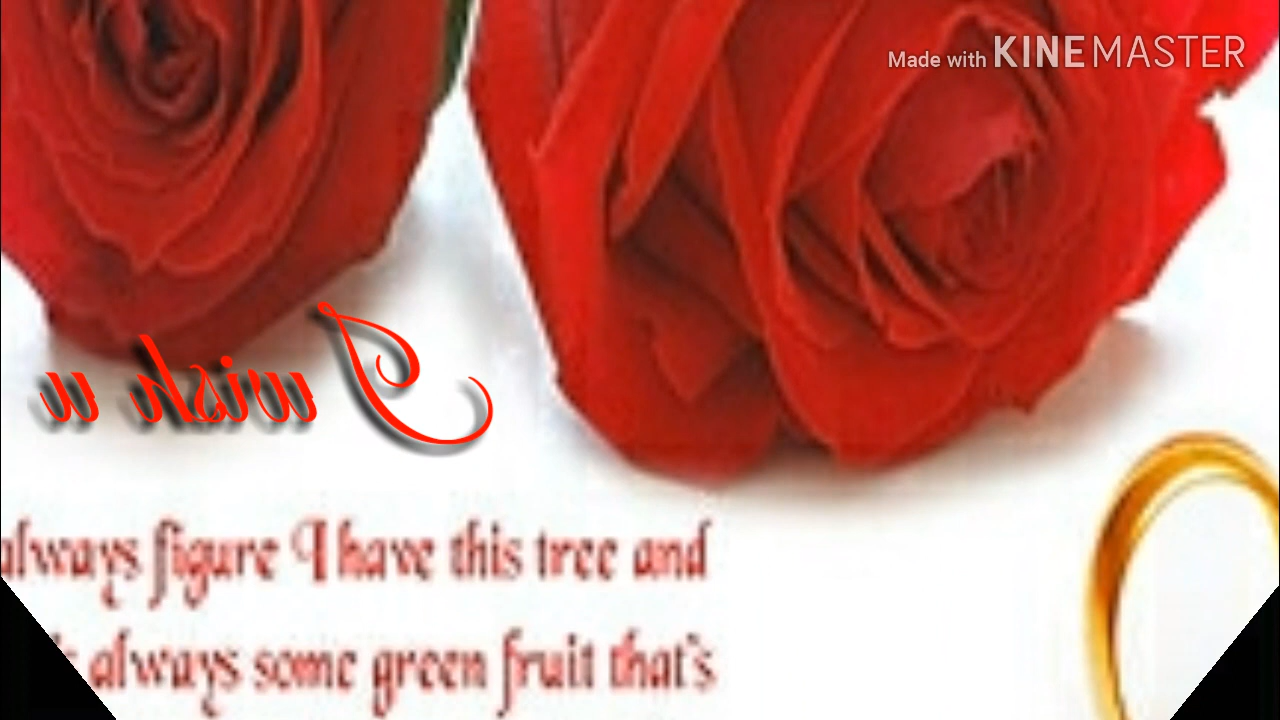 Made with KINEMASTER
I wish u
always figure I have this tree and
always some green fruit that's